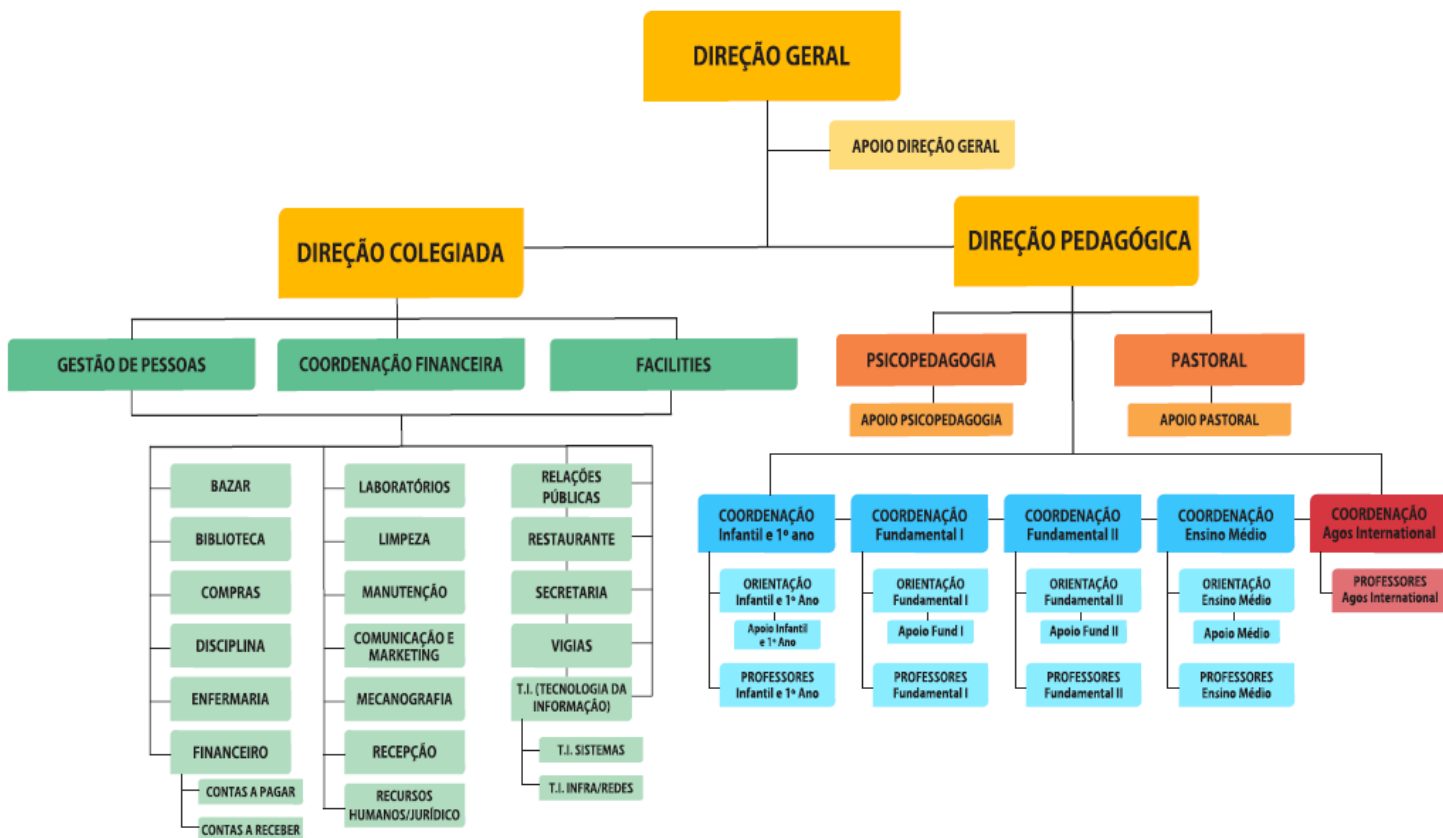 DIREÇÃO GERAL
APOIO DIREÇÃO GERAL
DIREÇÃO COLEGIADA
DIREÇÃO PEDAGÓGICA
GESTÃO DE PESSOAS
COORDENAÇÃO FINANCEIRA
FACILITIES
PSICOPEDAGOGIA
PASTORAL
APOIO PSICOPEDAGOGIA
APOIO PASTORAL
BAZAR
BIBLIOTECA
COMPRAS
DISCIPLINA
ENFERMARIA
FINANCEIRO
CONTAS A PAGAR
CONTAS A RECEBER
LABORATÓRIOS
LIMPEZA
MANUTENÇÃO
COMUNICAÇÃO E
MARKETING
MECANOGRAFIA
RECEPÇÃO
RECURSOS
HUMANOS/JURÍDICO
RELAÇÕES
PÚBLICAS
RESTAURANTE
SECRETARIA
VIGIAS
T.I. (TECNOLOGIA DA
INFORMAÇÃO)
T.I. SISTEMAS
T.I. INFRA/REDES
COORDENAÇÃO
Infantil e 1º ano
ORIENTAÇÃO
Infantil e 1º Ano
Apoio Infantil
e 1º Ano
PROFESSORES
Infantil e 1º Ano
COORDENAÇÃO
Fundamental I
ORIENTAÇÃO
Fundamental I
Apoio Fund I
PROFESSORES
Fundamental I
COORDENAÇÃO
Fundamental II
ORIENTAÇÃO
Fundamental II
Apoio Fund II
PROFESSORES
Fundamental II
COORDENAÇÃO
Ensino Médio
ORIENTAÇÃO
Ensino Médio
Apoio Médio
PROFESSORES
Ensino Médio
COORDENAÇÃO
Agos International
PROFESSORES
Agos International